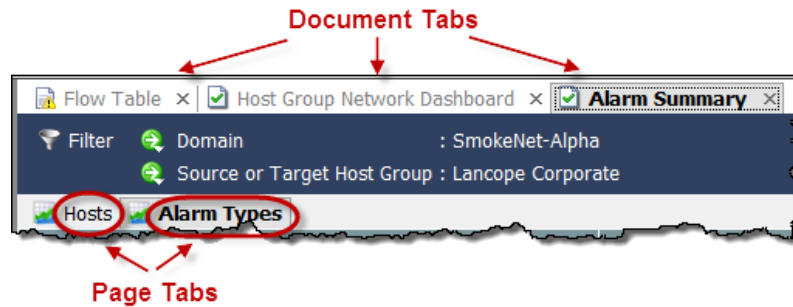 Document Tabs
Flow Table × Host Group Network Dashboard × Alarm Summary ×
Filter Domain : SmokeNet-Alpha
Source or Target Host Group : Lancope Corporate
Hosts Alarm Types
Page Tabs